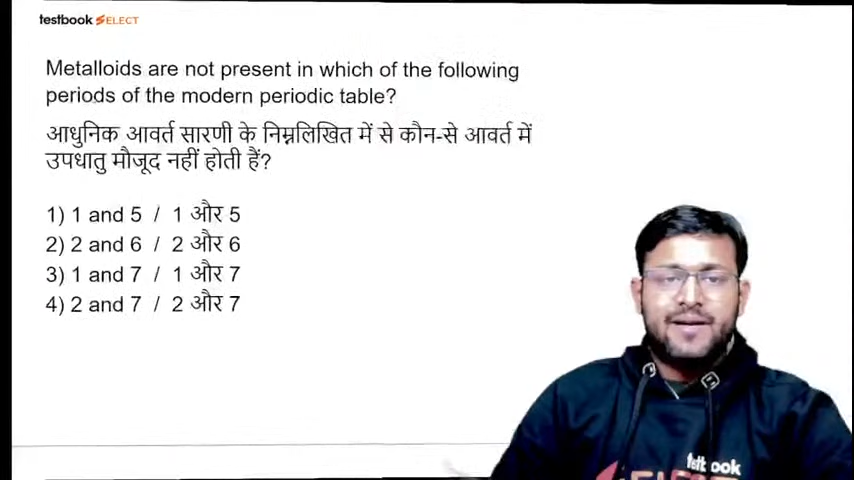 testbook SELECT
Metalloids are not present in which of the following
periods of the modern periodic table?
आधुनिक आवर्त सारणी के निम्नलिखित में से कौन-से आवर्त में
उपधातु मौजूद नहीं होती हैं?
1) 1 and 5 / 1 और 5
2) 2 and 6 / 2 और 6
3) 1 and 7 / 1 और 7
4) 2 and 7 / 2 और 7
testbook